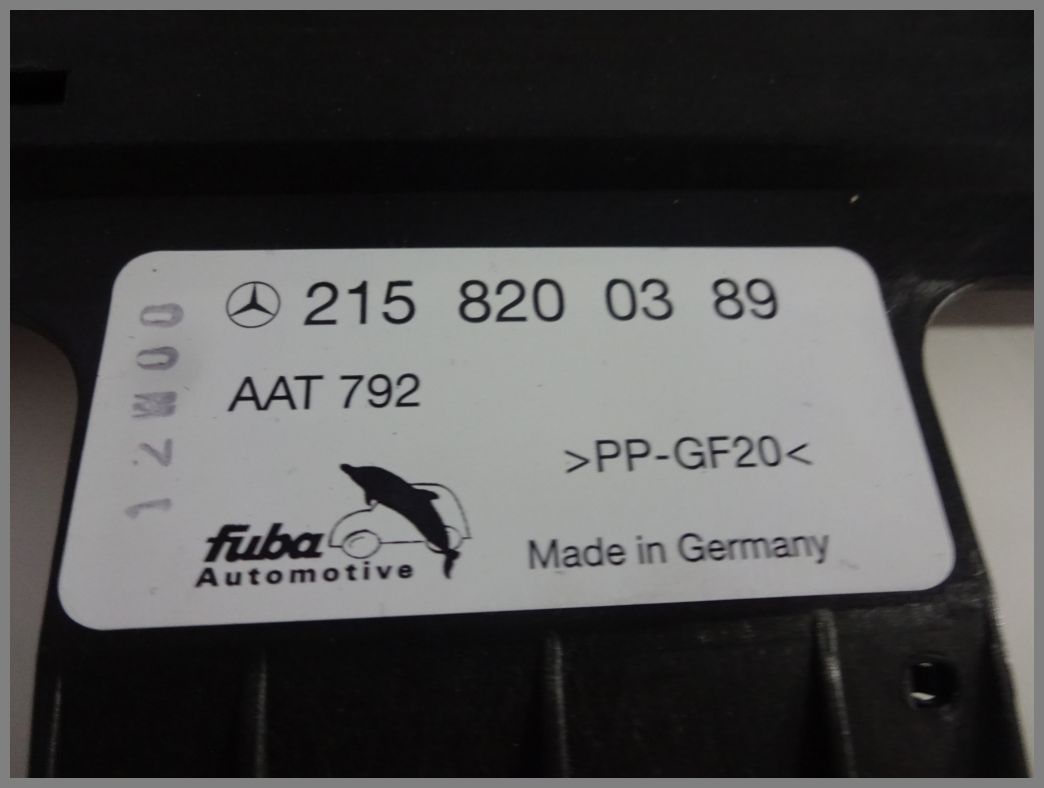 215 820 03 89
AAT 792
>PP-GF20<
fuba
Automotive
Made in Germany